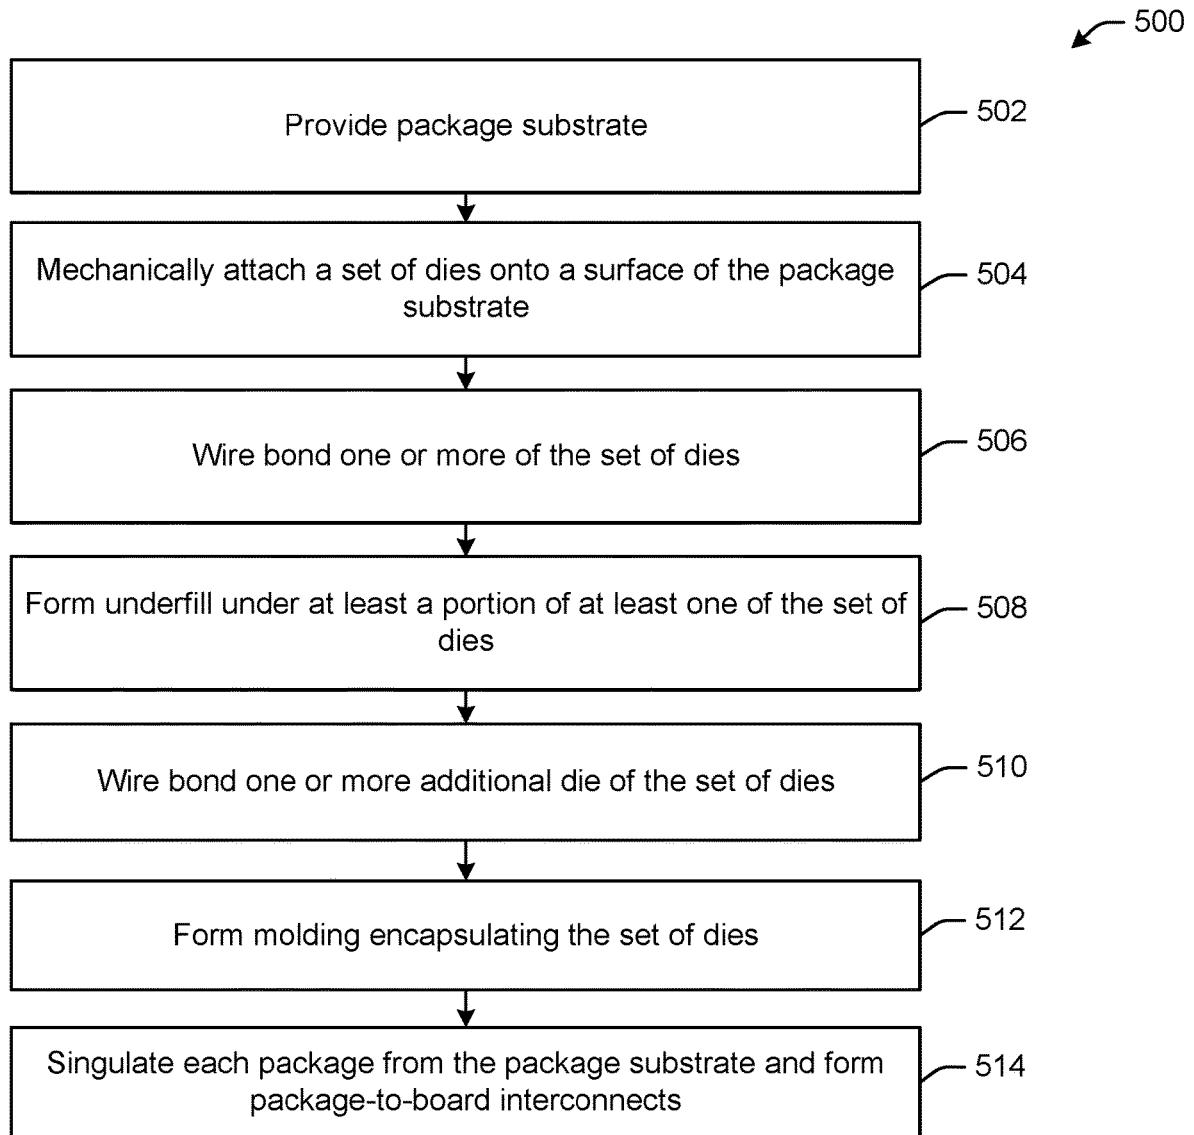 500
Provide package substrate
502
Mechanically attach a set of dies onto a surface of the package
substrate
504
Wire bond one or more of the set of dies
506
Form underfill under at least a portion of at least one of the set of
dies
508
Wire bond one or more additional die of the set of dies
510
Form molding encapsulating the set of dies
512
Singulate each package from the package substrate and form
package-to-board interconnects
514